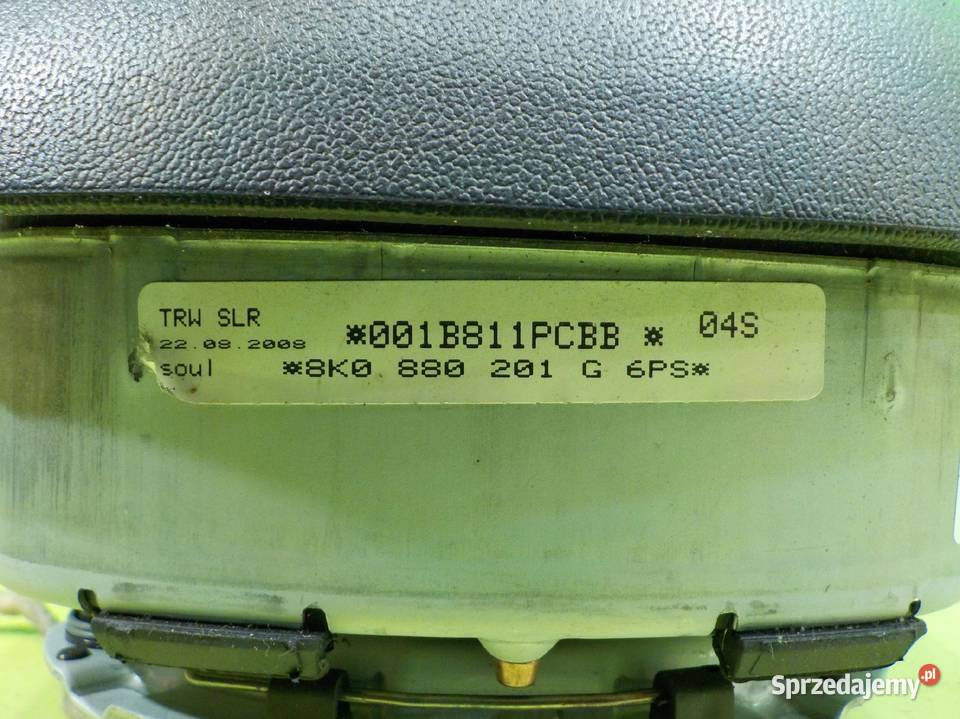 TRW SLR
*001B811PCBB * 04S
22.08.2008
soul *8K0 880 201 G 6PS*
Sprzedajemy.pl